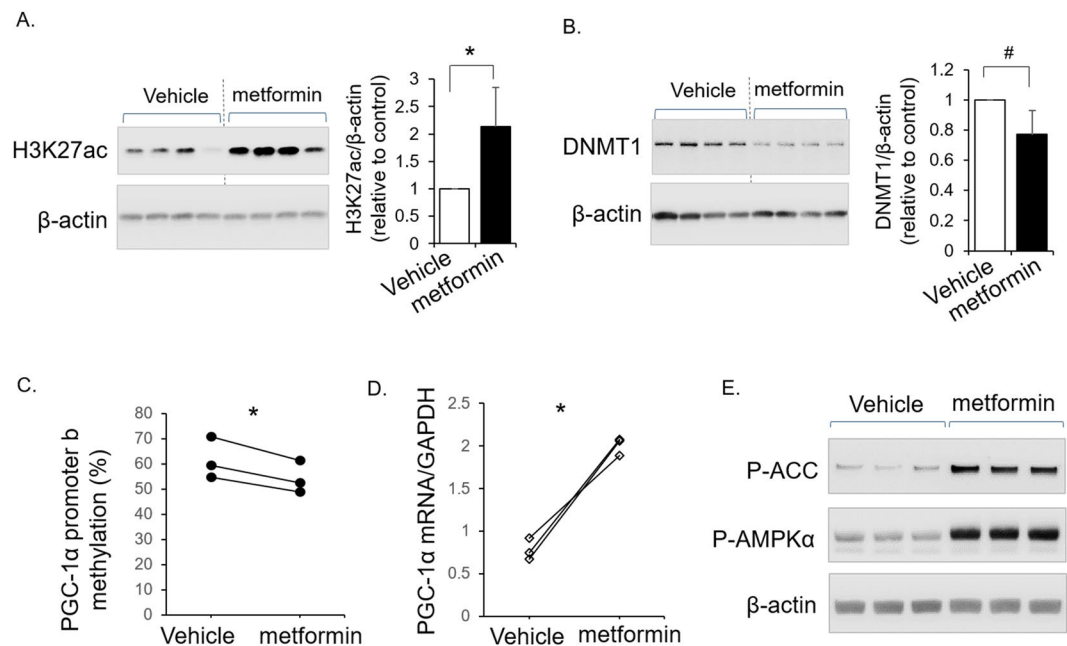 A.
Vehicle metformin
H3K27ac
β-actin
H3K27ac/β-actin
(relative to control)
3
2.5
2
1.5
1
0.5
0
*
Vehicle
metformin
B.
Vehicle metformin
DNMT1
β-actin
DNMT1/β-actin
(relative to control)
1.2
1
0.8
0.6
0.4
0.2
0
#
Vehicle
metformin
C.
PGC-1α promoter b
methylation (%)
80
70
60
50
40
30
20
10
0
*
Vehicle metformin
D.
PGC-1α mRNA/GAPDH
2.5
2
1.5
1
0.5
0
*
Vehicle metformin
E.
Vehicle metformin
P-ACC
P-AMPKα
β-actin